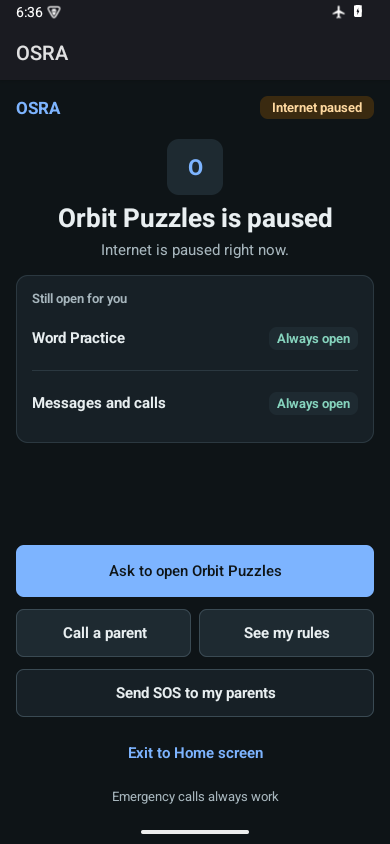 6:36
OSRA
OSRA
Internet paused
O
Orbit Puzzles is paused
Internet is paused right now.
Still open for you
Word Practice
Always open
Messages and calls
Always open
Ask to open Orbit Puzzles
Call a parent
See my rules
Send SOS to my parents
Exit to Home screen
Emergency calls always work